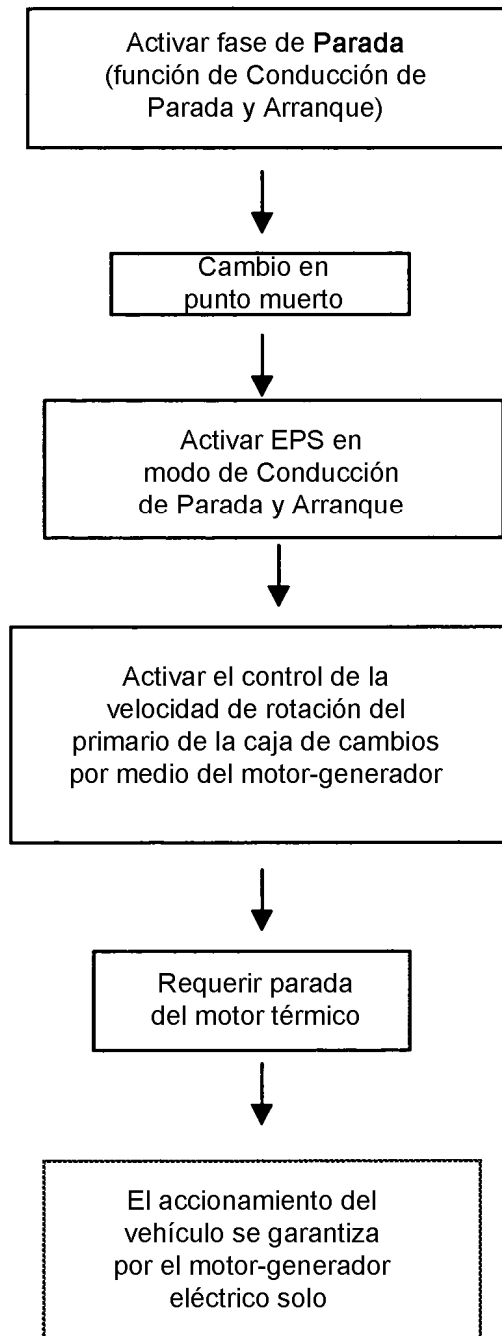 Activar fase de Parada
(función de Conducción de
Parada y Arranque)
Cambio en
punto muerto
Activar EPS en
modo de Conducción
de Parada y Arranque
Activar el control de la
velocidad de rotación del
primario de la caja de cambios
por medio del motor-generador
Requerir parada
del motor térmico
El accionamiento del
vehículo se garantiza
por el motor-generador
eléctrico solo